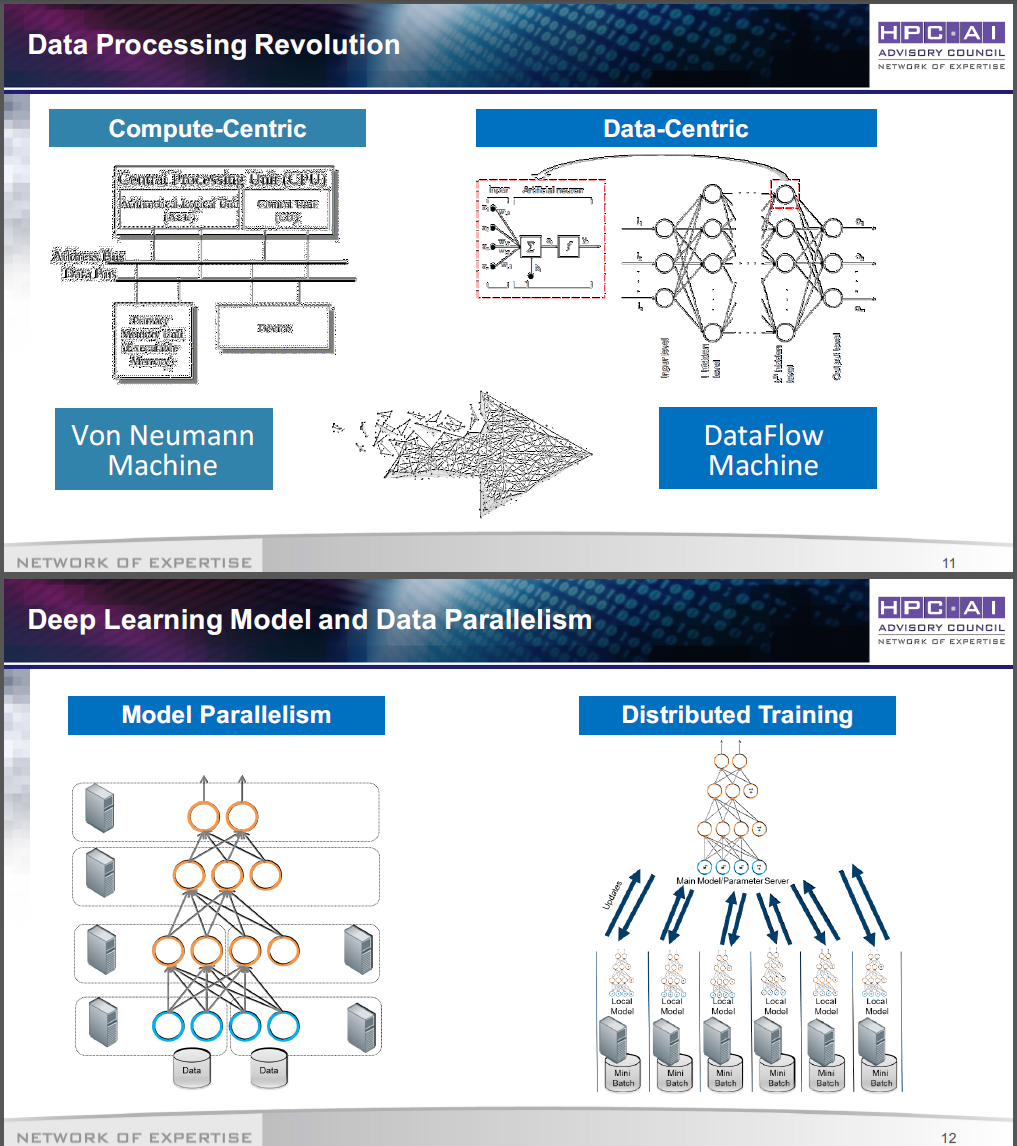 Data Processing Revolution
HPC·AI
ADVISORY COUNCIL
NETWORK OF EXPERTISE
Compute-Centric
Data-Centric
Central Processing Unit (CPU)
Arithmetical Logical Unit
(ALU)
Control Unit
(CU)
Address Bus
Data Bus
Primary
Memory Unit
(Executable
Memory)
Devices
Input
Artificial neuron
Σ
Input level
1 hidden
level
hidden
level
Output level
Von Neumann
Machine
DataFlow
Machine
NETWORK OF EXPERTISE
11
Deep Learning Model and Data Parallelism
HPC·AI
ADVISORY COUNCIL
NETWORK OF EXPERTISE
Model Parallelism
Distributed Training
Data
Data
Main Model/Parameter Server
Updates
Local
Model
Local
Model
Local
Model
Local
Model
Local
Model
Local
Model
Mini
Batch
Mini
Batch
Mini
Batch
Mini
Batch
Mini
Batch
Mini
Batch
NETWORK OF EXPERTISE
12